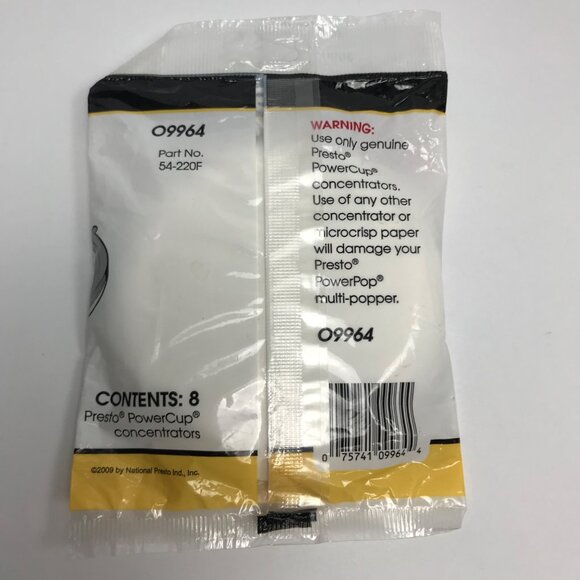 09964
Part No.
54-220F
CONTENTS: 8
Presto® PowerCup®
concentrators
©2009 by National Presto Ind., Inc.
WARNING:
Use only genuine
Presto®
PowerCup®
concentrators.
Use of any other
concentrator or
microcrisp paper
will damage your
Presto®
PowerPop®
multi-popper.
09964
0 75741 09964 4